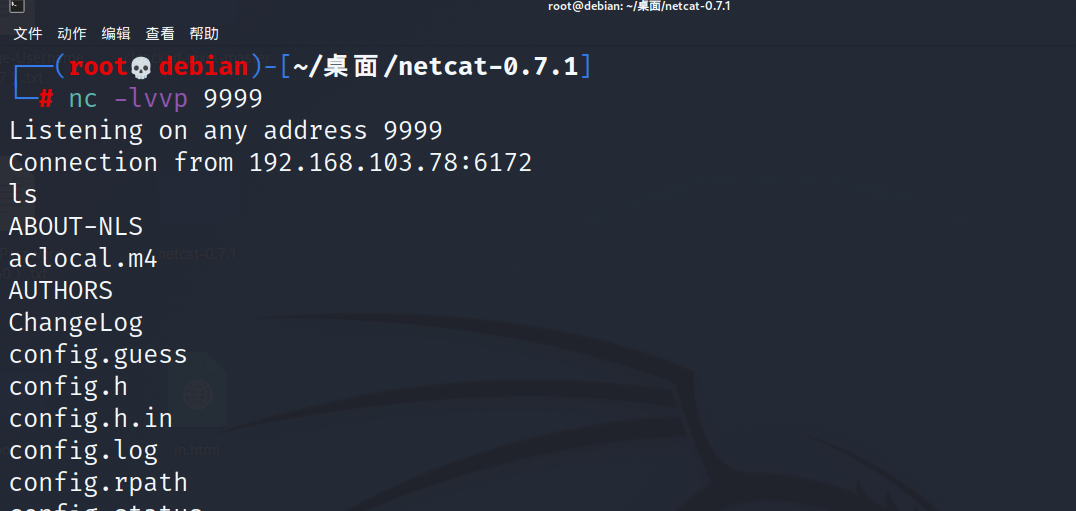 root@debian: ~/桌面/netcat-0.7.1
文件 动作 编辑 查看 帮助
┌──(root💀debian)-[~/桌面/netcat-0.7.1]
└─# nc -lvvp 9999
Listening on any address 9999
Connection from 192.168.103.78:6172
ls
ABOUT-NLS
aclocal.m4
AUTHORS
ChangeLog
config.guess
config.h
config.h.in
config.log
config.rpath
config.status